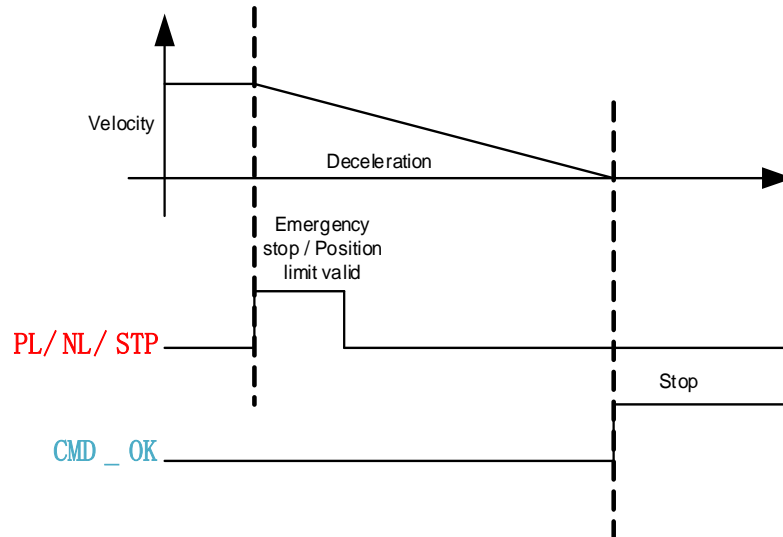 Velocity
Deceleration
Emergency
stop / Position
limit valid
PL/ NL/ STP
Stop
CMD _ OK